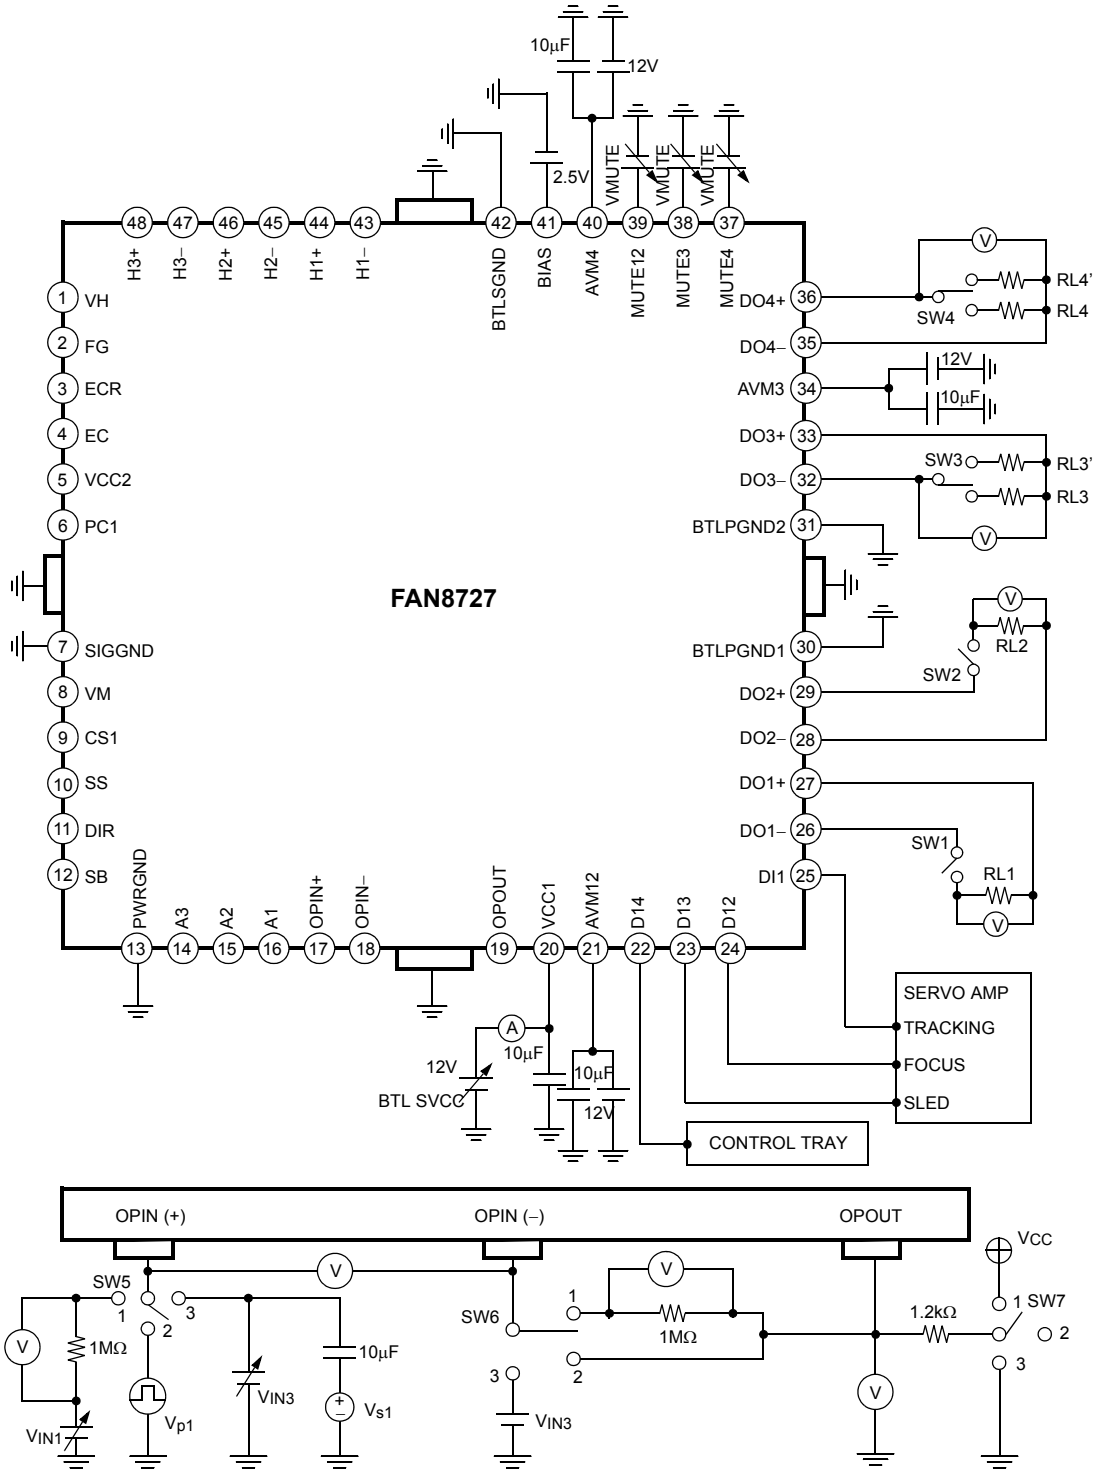 10µF
12V
2.5V
VMUTE
VMUTE
VMUTE
48 47 46 45 44 43 42 41 40 39 38 37
H3+
H3−
H2+
H2−
H1+
H1−
BTLSGND
BIAS
AVM4
MUTE12
MUTE3
MUTE4
1 VH
2 FG
3 ECR
4 EC
5 VCC2
6 PC1
7 SIGGND
8 VM
9 CS1
10 SS
11 DIR
12 SB
FAN8727
DO4+ 36
DO4− 35
AVM3 34
DO3+ 33
DO3− 32
BTLPGND2 31
BTLPGND1 30
DO2+ 29
DO2− 28
DO1+ 27
DO1− 26
DI1 25
V
RL4’
SW4
RL4
12V
10µF
SW3
RL3’
RL3
V
V
RL2
SW2
SW1
RL1
V
PWRGND
A3
A2
A1
OPIN+
OPIN−
OPOUT
VCC1
AVM12
D14
D13
D12
13 14 15 16 17 18 19 20 21 22 23 24
A
12V
BTL SVCC
10µF
10µF
12V
SERVO AMP
TRACKING
FOCUS
SLED
CONTROL TRAY
OPIN (+)
OPIN (−)
OPOUT
V
SW5
1
2
3
V
1MΩ
VIN1
Vp1
VIN3
10µF
+
−
Vs1
SW6
1
2
3
V
1MΩ
VIN3
V
1.2kΩ
VCC
1 SW7
2
3